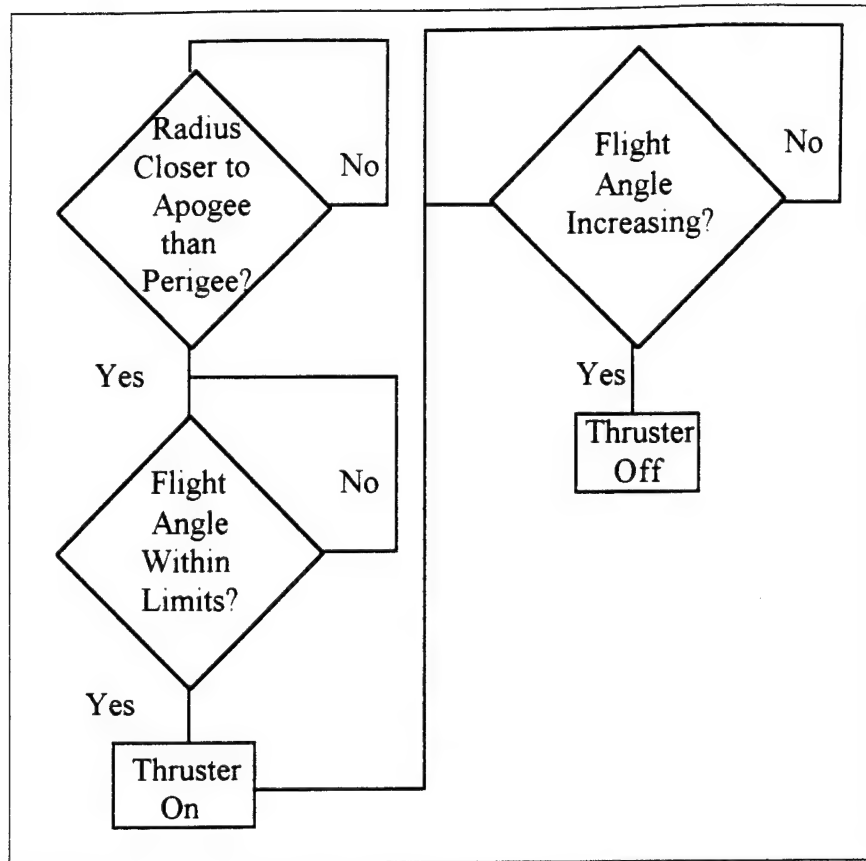 Radius
Closer to
Apogee
than
Perigee?
No
Yes
Flight
Angle
Within
Limits?
No
Yes
Thruster
On
Flight
Angle
Increasing?
No
Yes
Thruster
Off